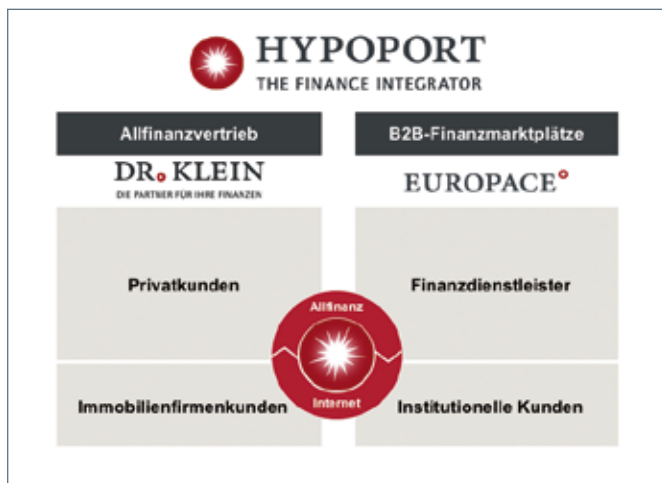 HYPOPORT
THE FINANCE INTEGRATOR
Allfinanzvertrieb
B2B-Finanzmarktplätze
DR. KLEIN
DIE PARTNER FÜR IHRE FINANZEN
EUROPACE
Privatkunden
Finanzdienstleister
Allfinanz
Internet
Immobilienfirmenkunden
Institutionelle Kunden